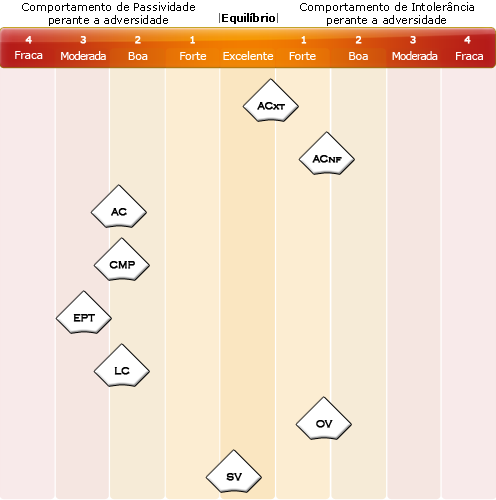 Comportamento de Passividade
perante a adversidade
|Equilíbrio|
Comportamento de Intolerância
perante a adversidade
4 3 2 1 1 2 3 4
Fraca Moderada Boa Forte Excelente Forte Boa Moderada Fraca
ACXT
ACNF
AC
CMP
EPT
LC
OV
SV